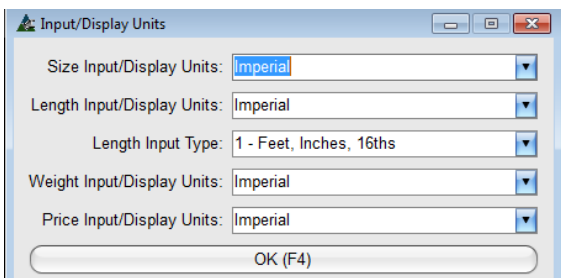 Input/Display Units
Size Input/Display Units: Imperial
Length Input/Display Units: Imperial
Length Input Type: 1 - Feet, Inches, 16ths
Weight Input/Display Units: Imperial
Price Input/Display Units: Imperial
OK (F4)